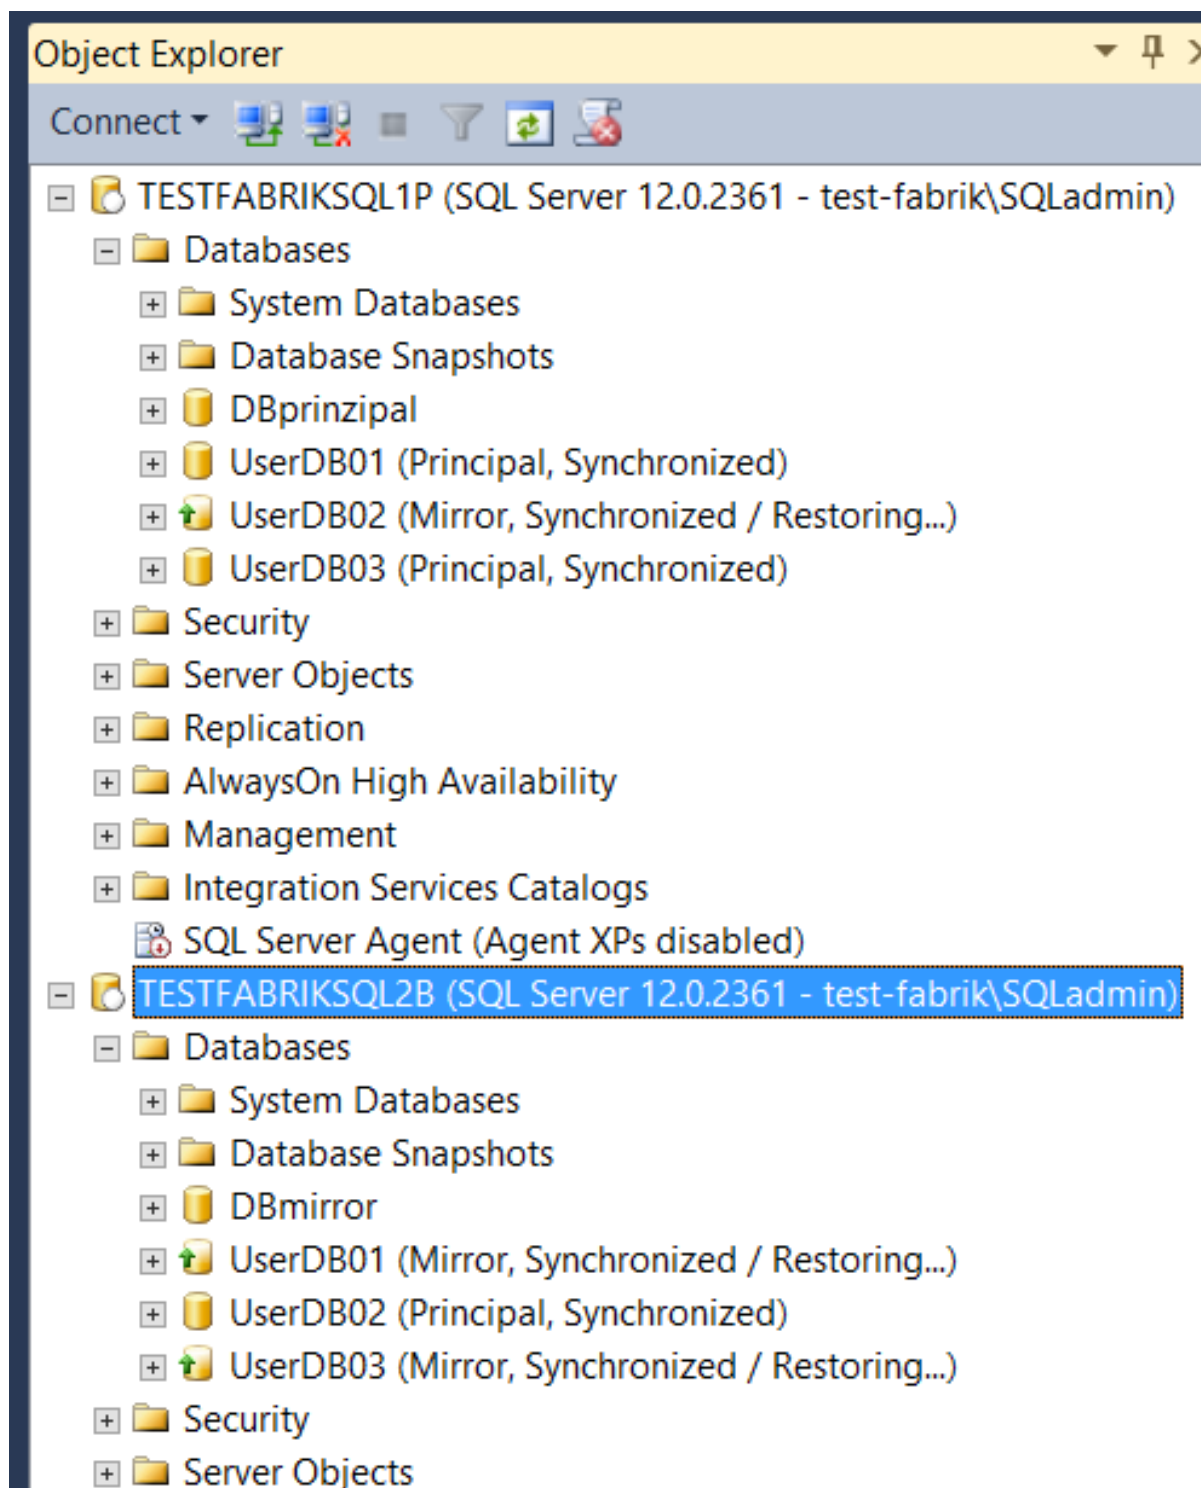 Object Explorer
Connect
TESTFABRIKSQL1P (SQL Server 12.0.2361 - test-fabrik\SQLadmin)
Databases
System Databases
Database Snapshots
DBprinzipal
UserDB01 (Principal, Synchronized)
UserDB02 (Mirror, Synchronized / Restoring...)
UserDB03 (Principal, Synchronized)
Security
Server Objects
Replication
AlwaysOn High Availability
Management
Integration Services Catalogs
SQL Server Agent (Agent XPs disabled)
TESTFABRIKSQL2B (SQL Server 12.0.2361 - test-fabrik\SQLadmin)
Databases
System Databases
Database Snapshots
DBmirror
UserDB01 (Mirror, Synchronized / Restoring...)
UserDB02 (Principal, Synchronized)
UserDB03 (Mirror, Synchronized / Restoring...)
Security
Server Objects